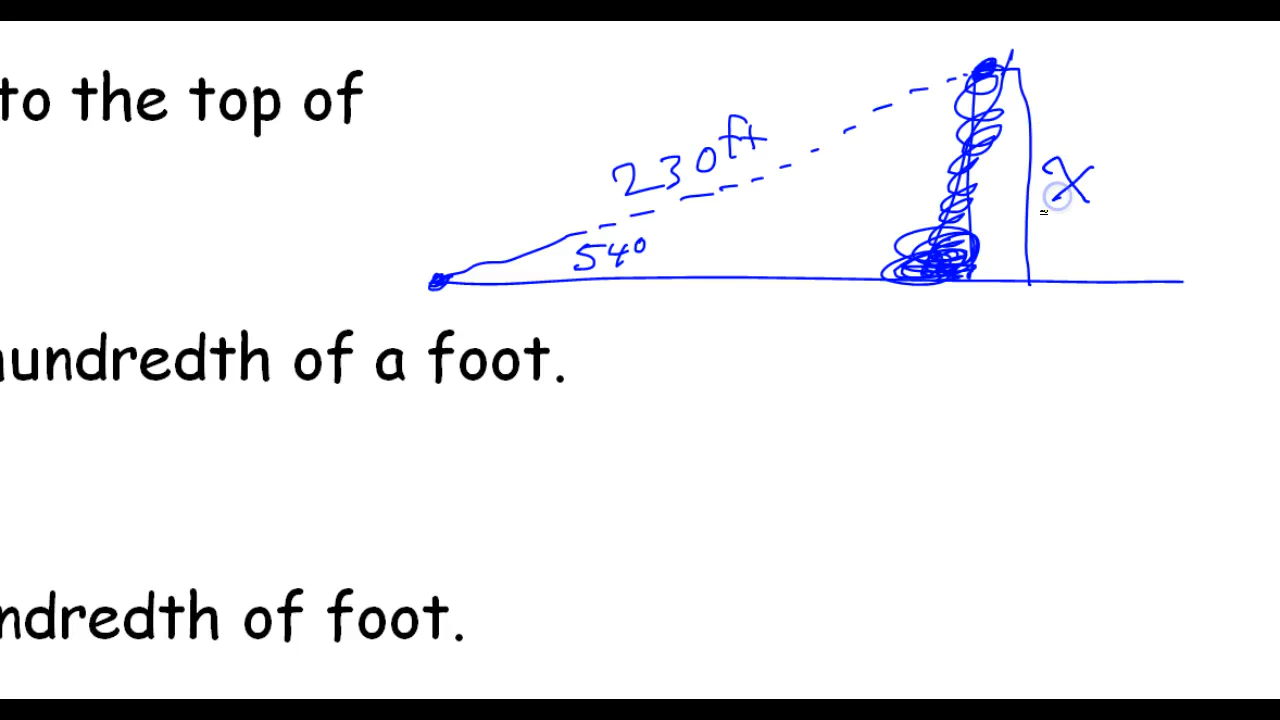 to the top of
230ft
54°
x
hundredth of a foot.
ndredth of foot.